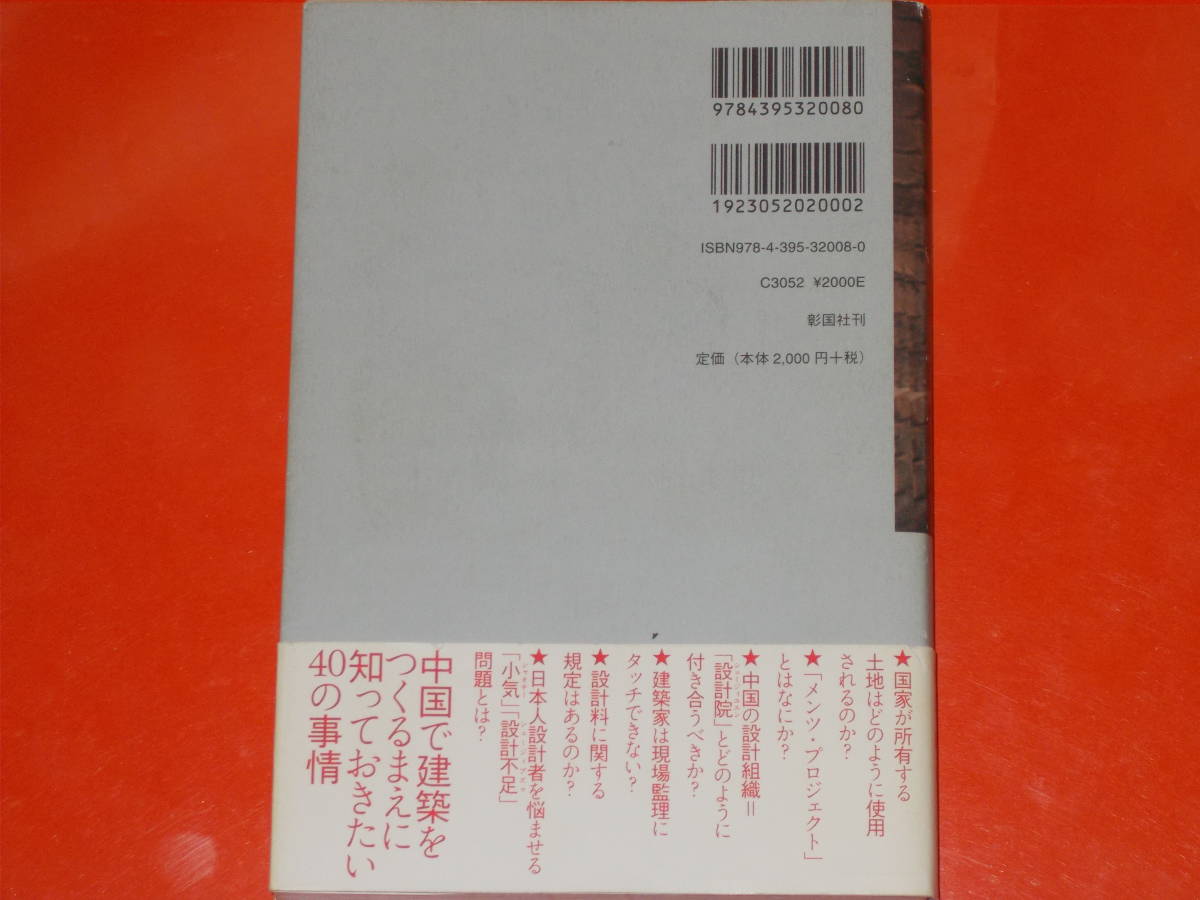 9784395320080
1923052020002
ISBN978-4-395-32008-0
C3052 ¥2000E
彰国社刊
定価（本体2,000円＋税）
★国家が所有する
土地はどのように使用
されるのか？
★「メンツ・プロジェクト」
とはなにか？
★中国の設計組織＝
「設計院」とどのように
付き合うべきか？
★建築家は現場監理に
タッチできない？
★設計料に関する
規定はあるのか？
★日本人設計者を悩ませる
「小気」「設計不足」
問題とは？
中国で建築を
つくるまえに
知っておきたい
40の事情